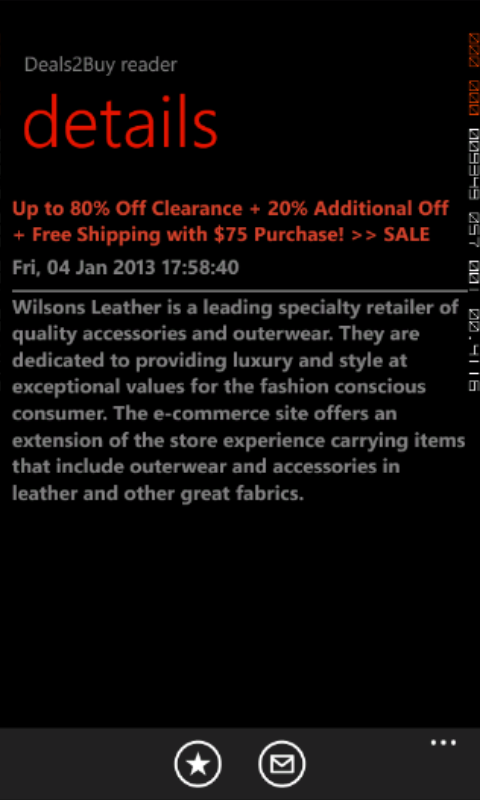 Deals2Buy reader
details
Up to 80% Off Clearance + 20% Additional Off
+ Free Shipping with $75 Purchase! >> SALE
Fri, 04 Jan 2013 17:58:40
Wilsons Leather is a leading specialty retailer of
quality accessories and outerwear. They are
dedicated to providing luxury and style at
exceptional values for the fashion conscious
consumer. The e-commerce site offers an
extension of the store experience carrying items
that include outerwear and accessories in
leather and other great fabrics.